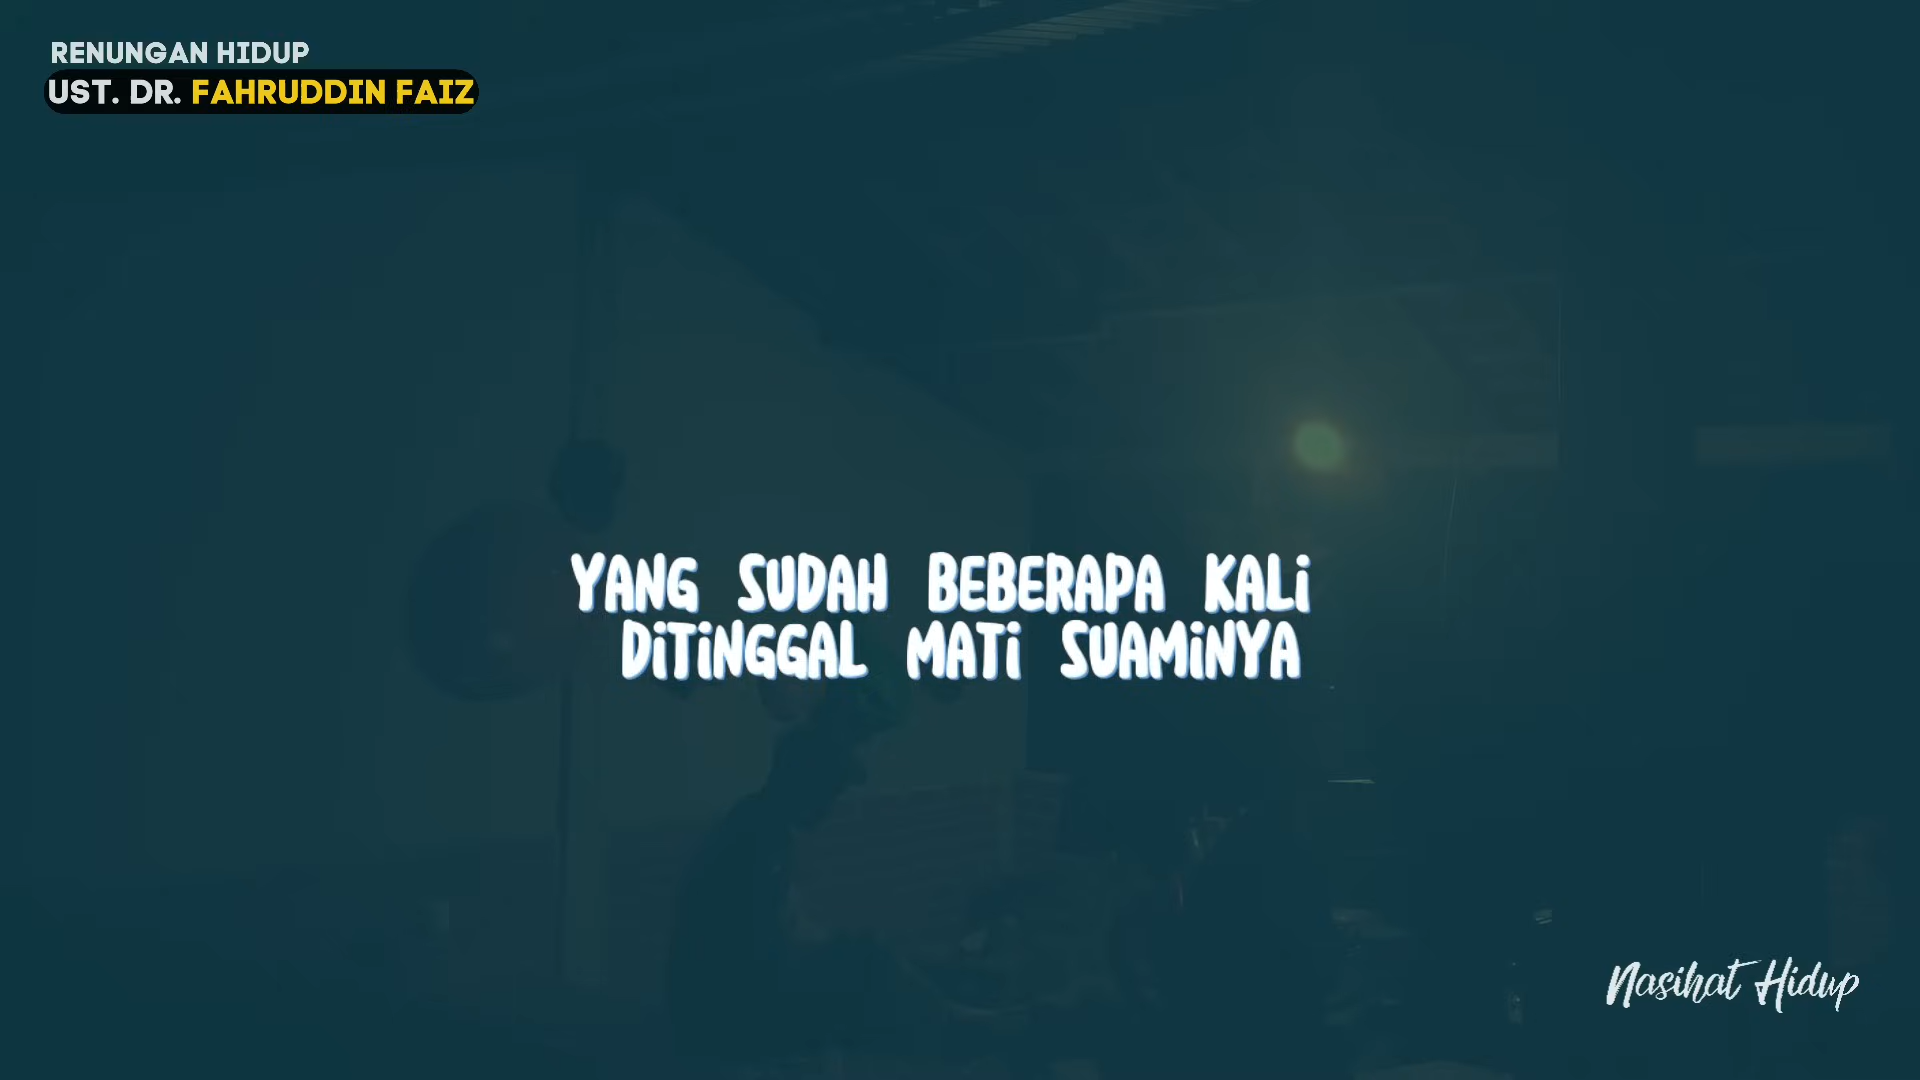 RENUNGAN HIDUP
UST. DR. FAHRUDDIN FAIZ
YANG SUDAH BEBERAPA KALi
DiTiNGGAL MATi SUAMiNYA
Nasihat Hidup